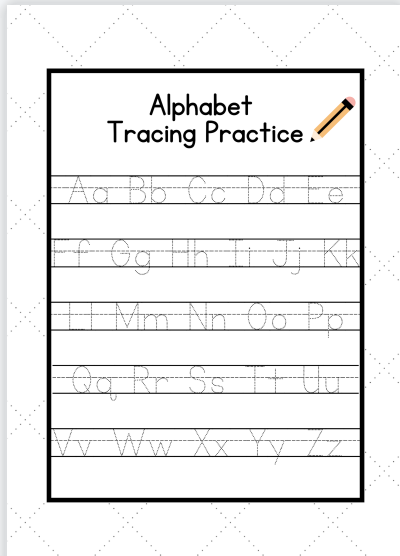 Alphabet
Tracing Practice
Aa Bb Cc Dd Ee
Ff Gg Hh Ii Jj Kk
Ll Mm Nn Oo Pp
Qq Rr Ss Tt Uu
Vv Ww Xx Yy Zz